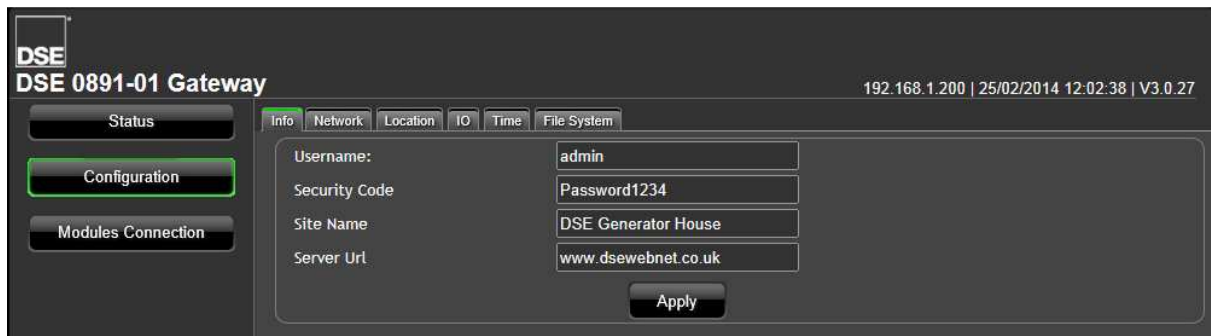 DSE
DSE 0891-01 Gateway
192.168.1.200 | 25/02/2014 12:02:38 | V3.0.27
Status
Configuration
Modules Connection
Info Network Location IO Time File System
Username: admin
Security Code Password1234
Site Name DSE Generator House
Server Url www.dsewebnet.co.uk
Apply